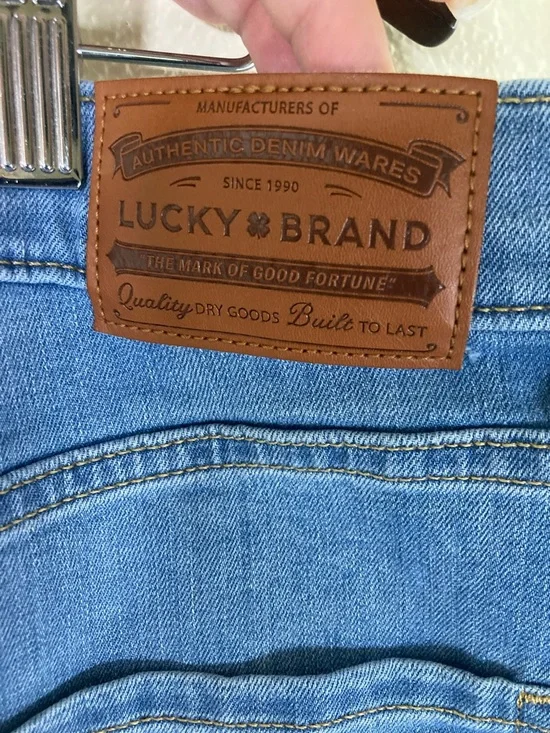 MANUFACTURERS OF
AUTHENTIC DENIM WARES
SINCE 1990
LUCKY BRAND
"THE MARK OF GOOD FORTUNE"
Quality DRY GOODS Built TO LAST